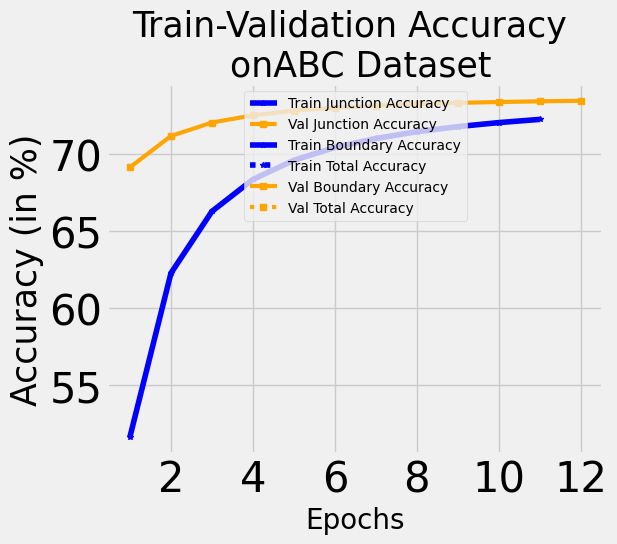 Train-Validation Accuracy
onABC Dataset
Train Junction Accuracy
Val Junction Accuracy
Train Boundary Accuracy
Train Total Accuracy
Val Boundary Accuracy
Val Total Accuracy
Accuracy (in %)
70
65
60
55
2 4 6 8 10 12
Epochs